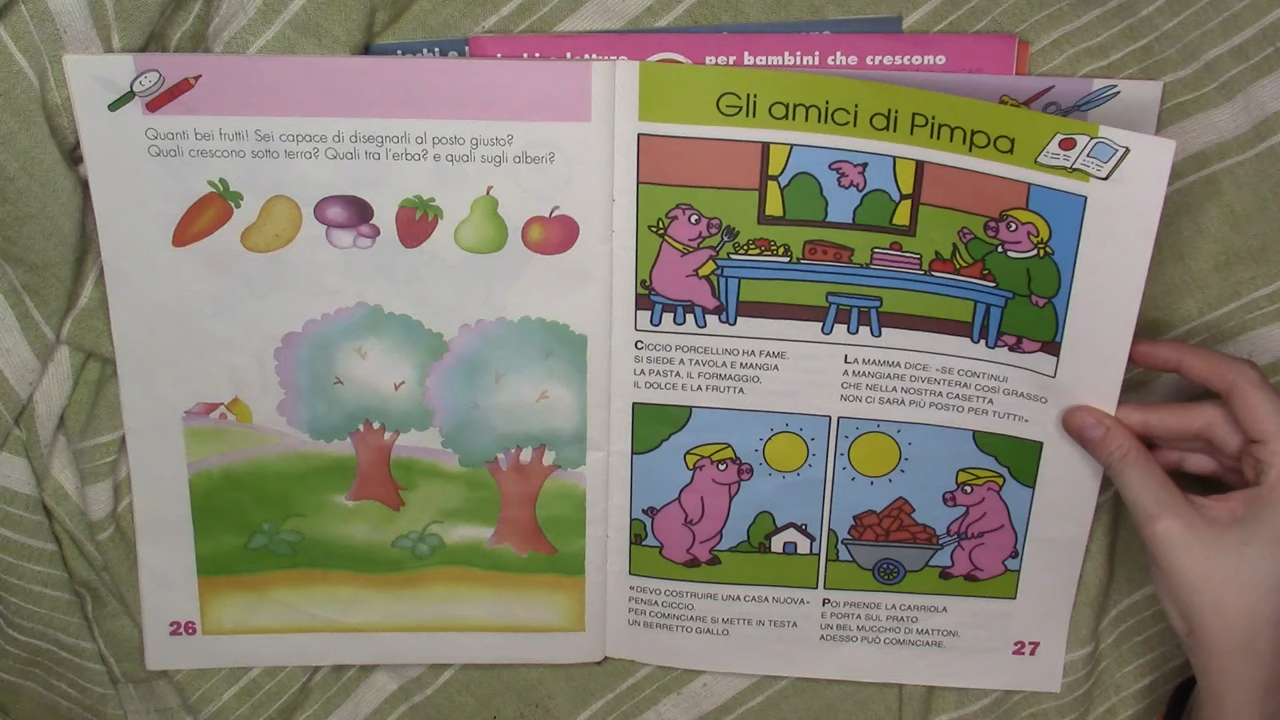 per bambini che crescono
Quanti bei frutti! Sei capace di disegnarli al posto giusto?
Quali crescono sotto terra? Quali tra l'erba? e quali sugli alberi?
26
Gli amici di Pimpa
CICCIO PORCELLINO HA FAME.
SI SIEDE A TAVOLA E MANGIA
LA PASTA, IL FORMAGGIO,
IL DOLCE E LA FRUTTA.
LA MAMMA DICE: «SE CONTINUI
A MANGIARE DIVENTERAI COSÌ GRASSO
CHE NELLA NOSTRA CASETTA
NON CI SARÀ PIÙ POSTO PER TUTTI!»
«DEVO COSTRUIRE UNA CASA NUOVA»
PENSA CICCIO.
PER COMINCIARE SI METTE IN TESTA
UN BERRETTO GIALLO.
POI PRENDE LA CARRIOLA
E PORTA SUL PRATO
UN BEL MUCCHIO DI MATTONI.
ADESSO PUÒ COMINCIARE.
27